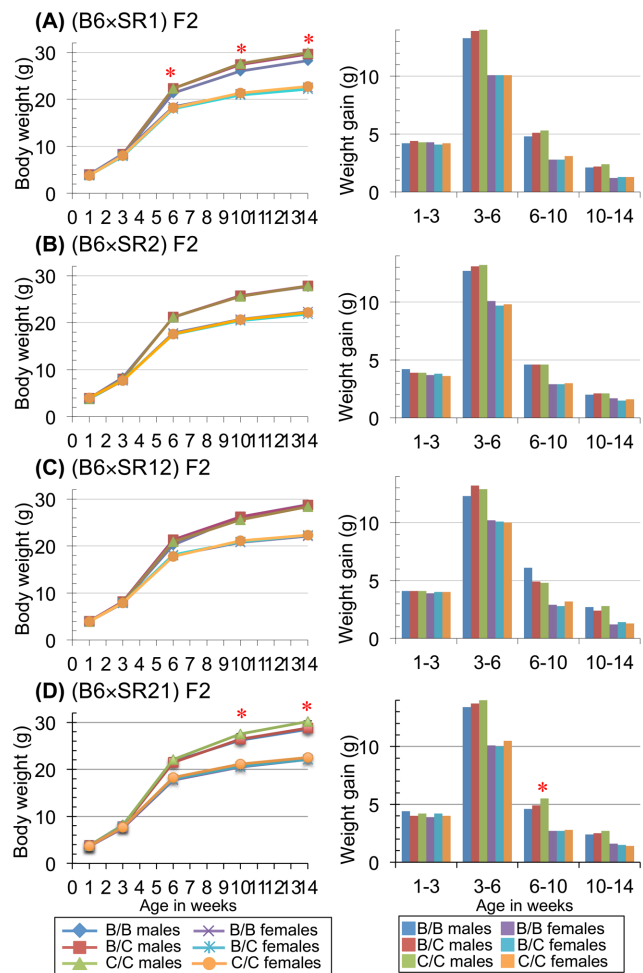 (A) (B6×SR1) F2
* * *
30
20
10
0
Body weight (g)
0 1 2 3 4 5 6 7 8 9 10 11 12 13 14
10
5
0
Weight gain (g)
1-3 3-6 6-10 10-14
(B) (B6×SR2) F2
30
20
10
0
Body weight (g)
0 1 2 3 4 5 6 7 8 9 10 11 12 13 14
10
5
0
Weight gain (g)
1-3 3-6 6-10 10-14
(C) (B6×SR12) F2
30
20
10
0
Body weight (g)
0 1 2 3 4 5 6 7 8 9 10 11 12 13 14
10
5
0
Weight gain (g)
1-3 3-6 6-10 10-14
(D) (B6×SR21) F2
* *
30
20
10
0
Body weight (g)
0 1 2 3 4 5 6 7 8 9 10 11 12 13 14
Age in weeks
*
10
5
0
Weight gain (g)
1-3 3-6 6-10 10-14
Age in weeks
B/B males B/B females
B/C males B/C females
C/C males C/C females
B/B males B/B females
B/C males B/C females
C/C males C/C females